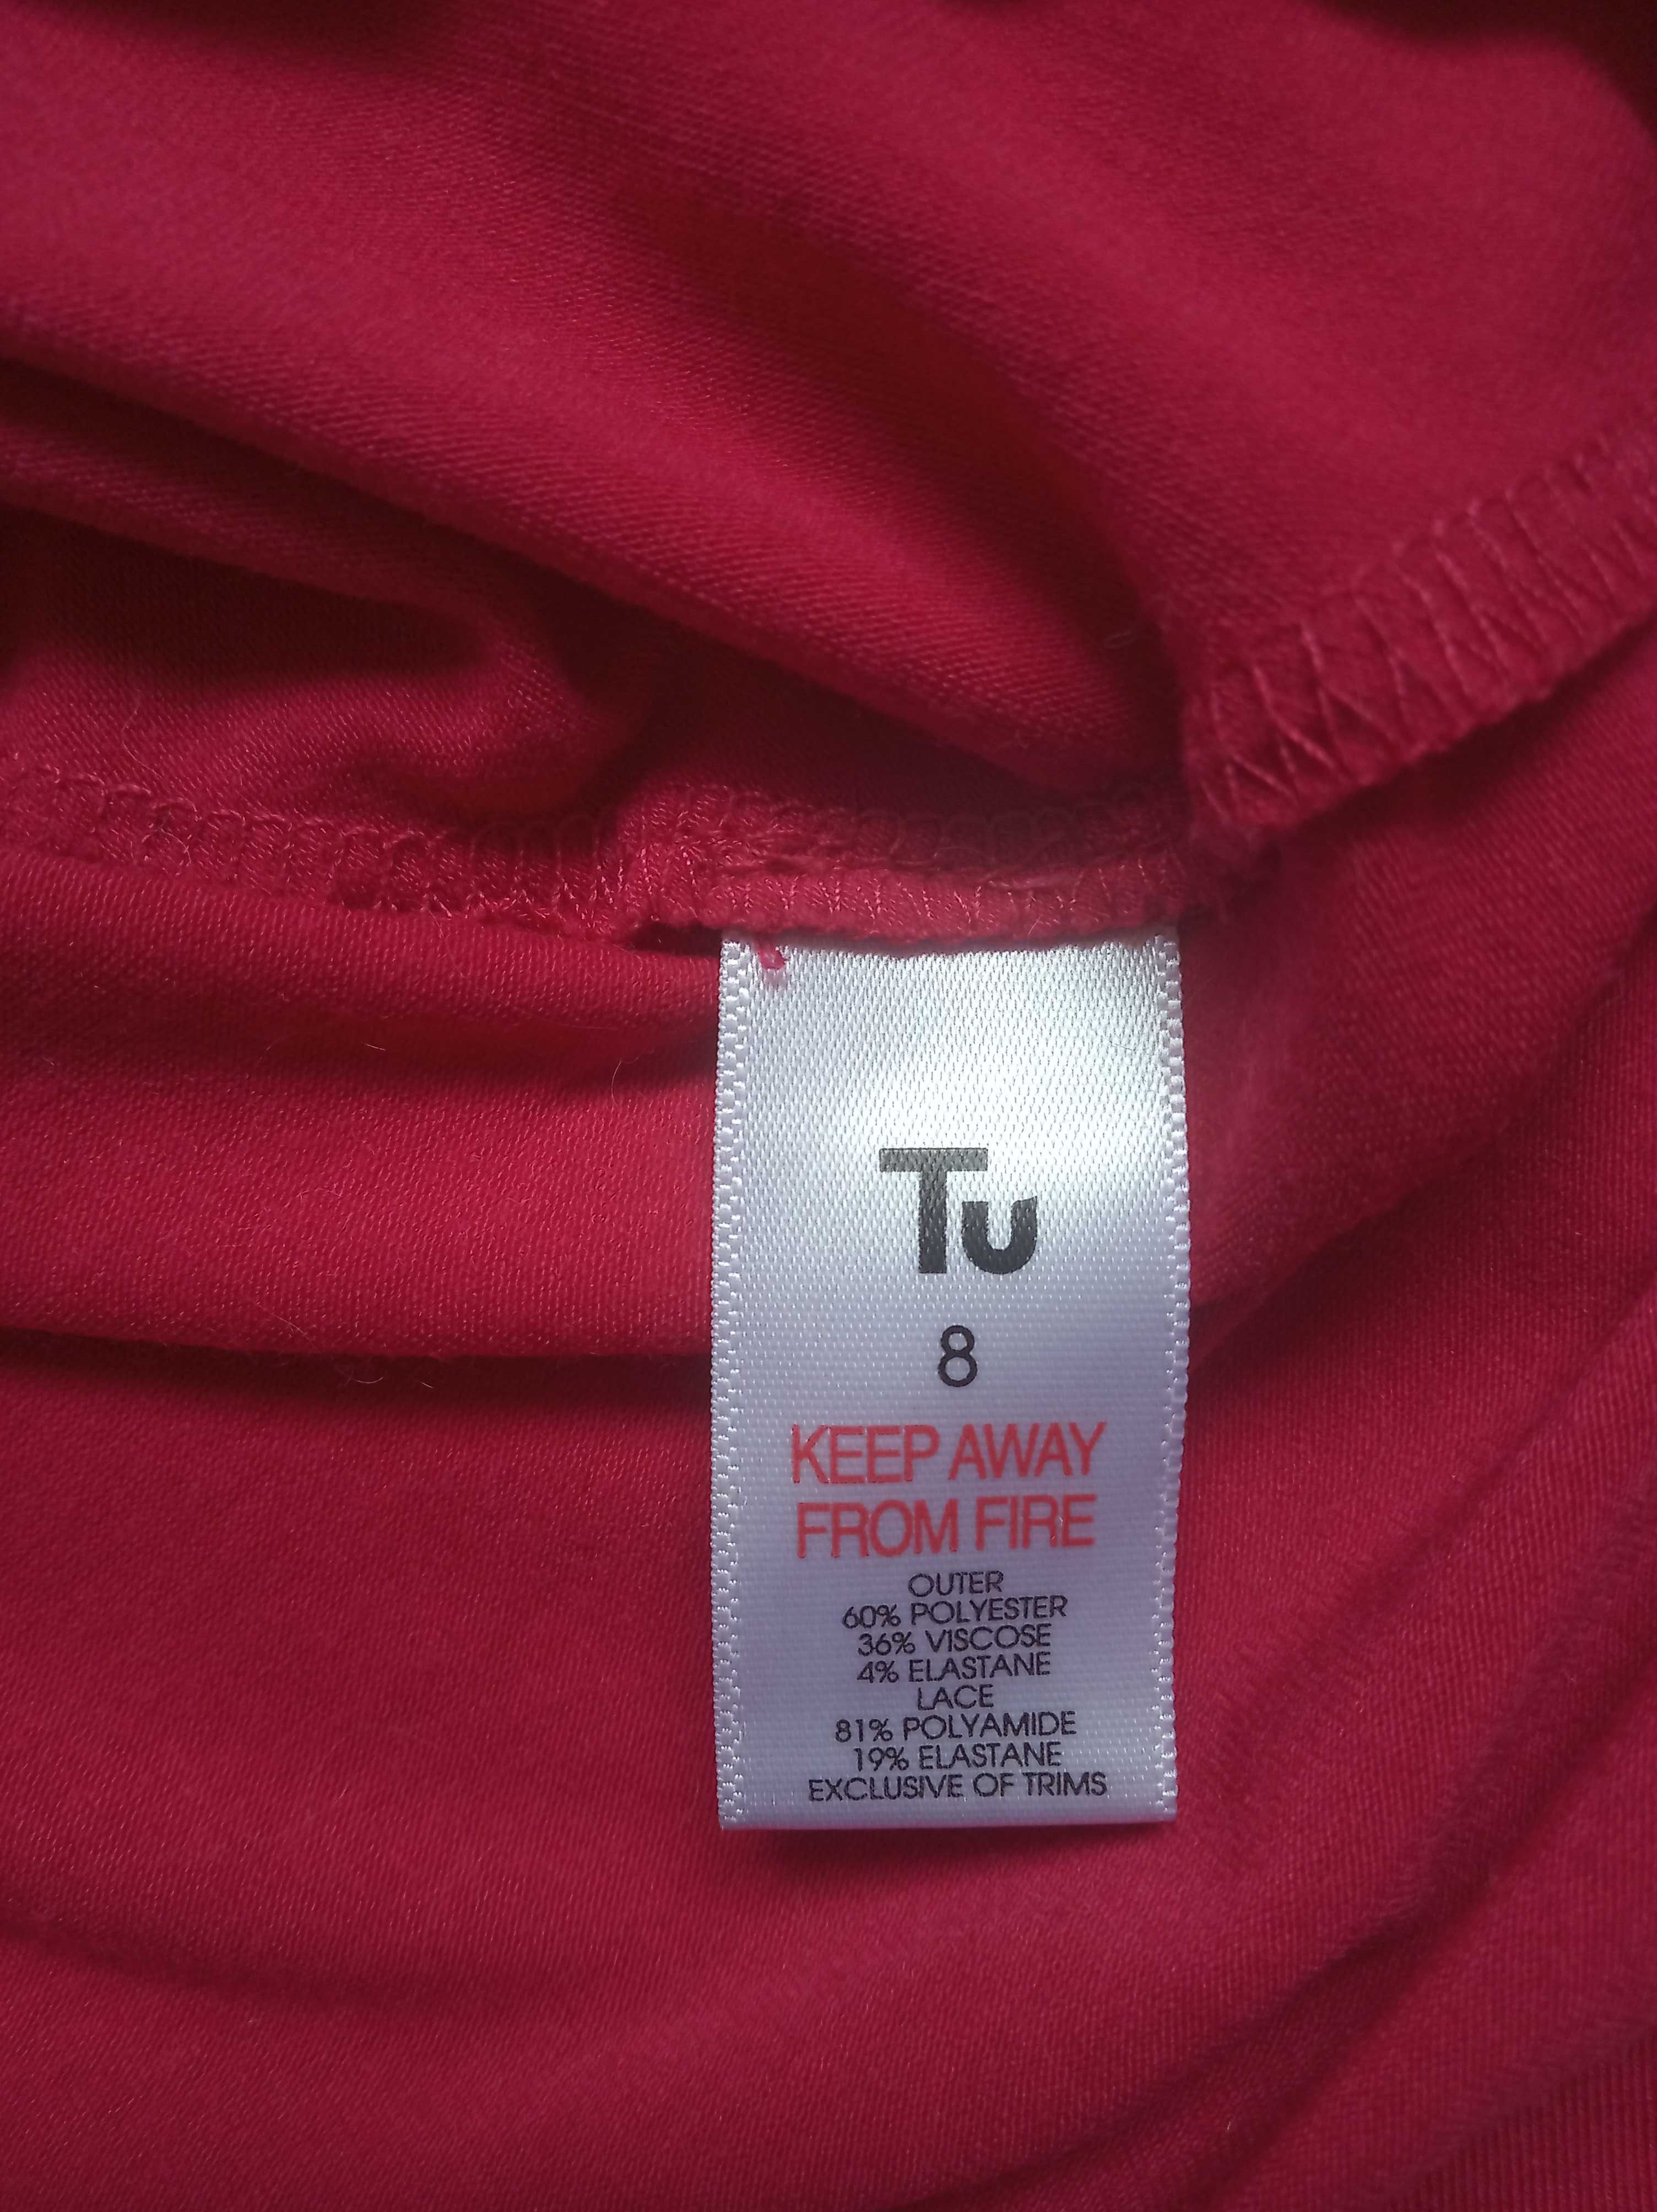 Tu
8
KEEP AWAY
FROM FIRE
OUTER
60% POLYESTER
36% VISCOSE
4% ELASTANE
LACE
81% POLYAMIDE
19% ELASTANE
EXCLUSIVE OF TRIMS